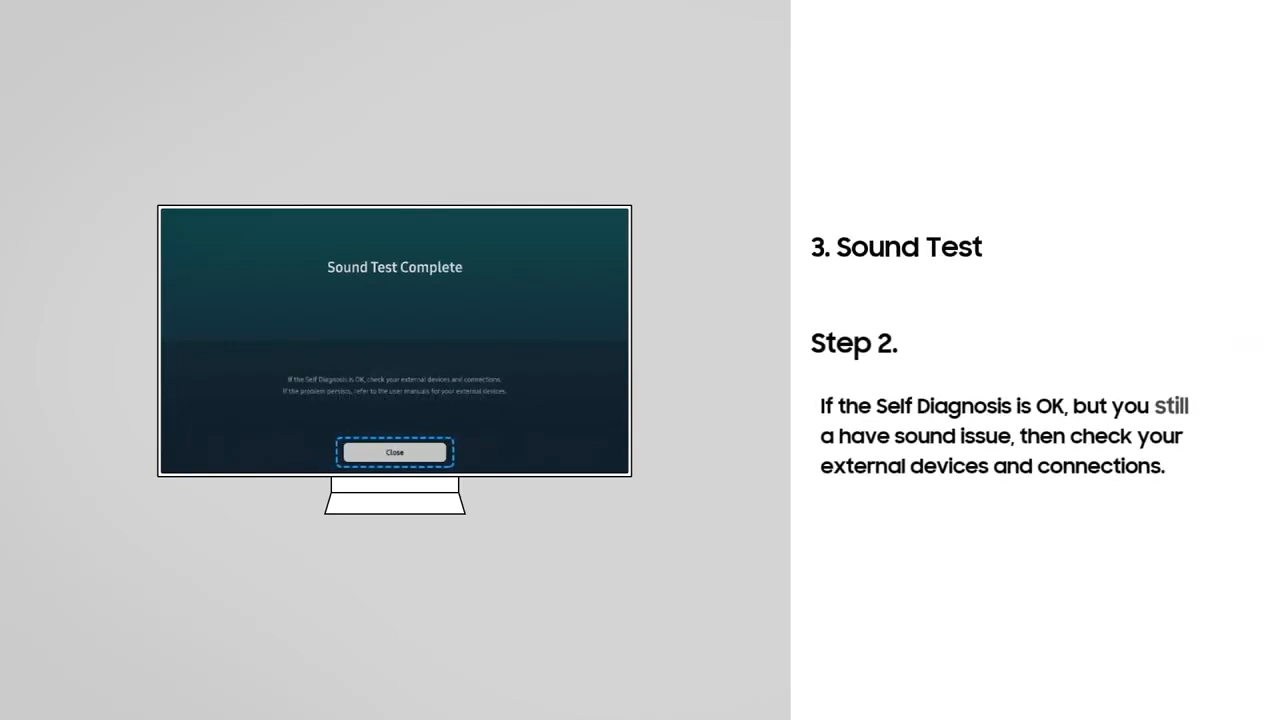 Sound Test Complete
If the Self Diagnosis is OK, check your external devices and connections.
If the problem persists, refer to the user manuals for your external devices.
Close
3. Sound Test
Step 2.
If the Self Diagnosis is OK, but you still
a have sound issue, then check your
external devices and connections.